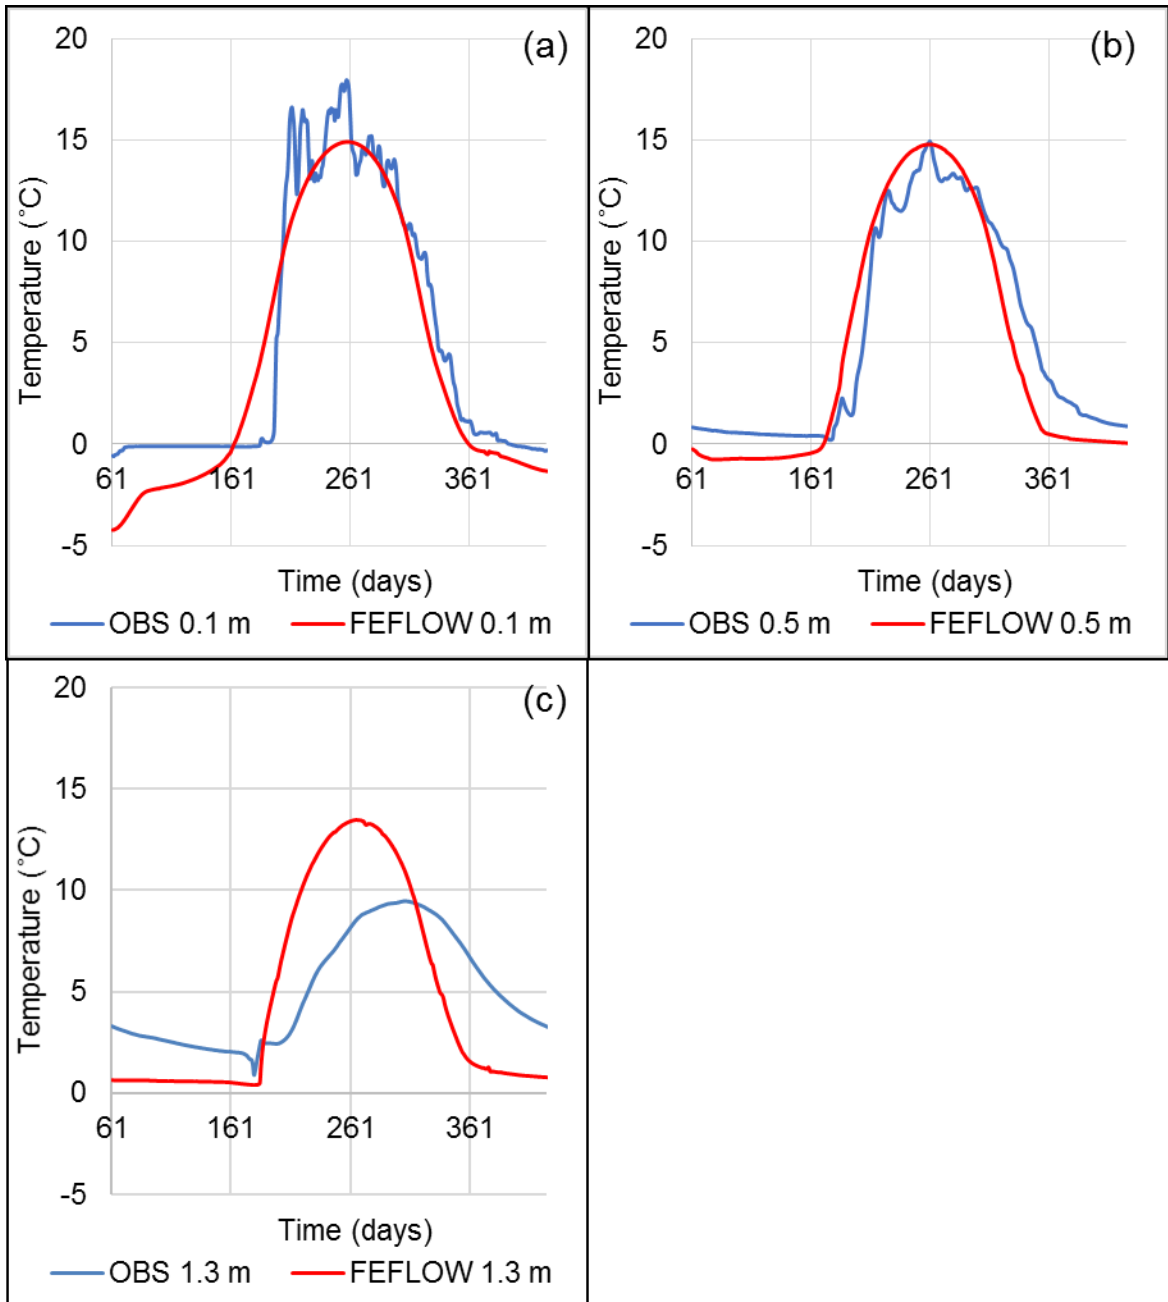 (a)
20
15
10
5
0
-5
Temperature (˚C)
61 161 261 361
Time (days)
OBS 0.1 m FEFLOW 0.1 m
(b)
20
15
10
5
0
-5
Temperature (˚C)
61 161 261 361
Time (days)
OBS 0.5 m FEFLOW 0.5 m
(c)
20
15
10
5
0
-5
Temperature (˚C)
61 161 261 361
Time (days)
OBS 1.3 m FEFLOW 1.3 m